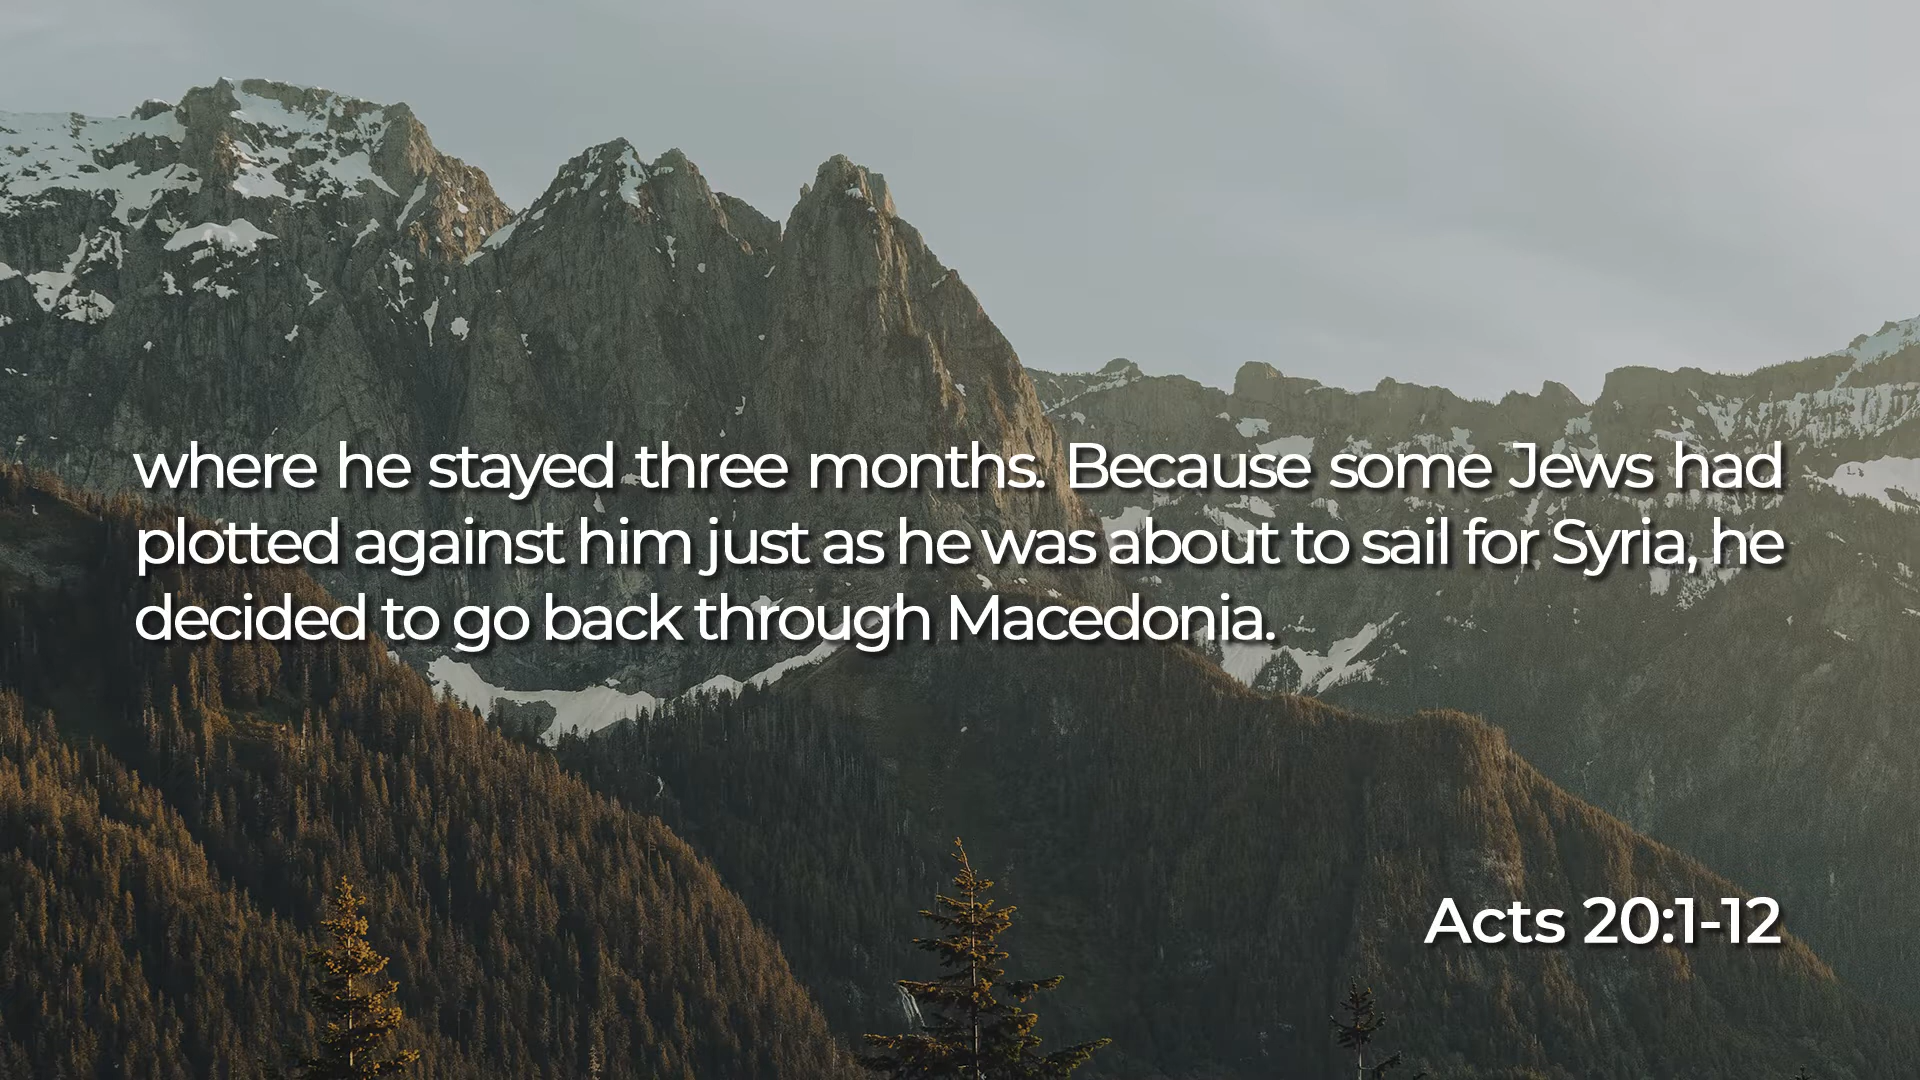 where he stayed three months. Because some Jews had
plotted against him just as he was about to sail for Syria, he
decided to go back through Macedonia.
Acts 20:1-12